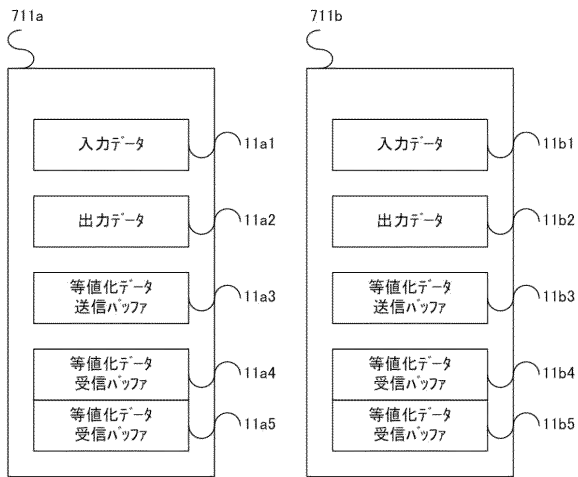 711a
入力ﾃﾞｰﾀ
11a1
出力ﾃﾞｰﾀ
11a2
等値化ﾃﾞｰﾀ
送信ﾊﾞｯﾌｧ
11a3
等値化ﾃﾞｰﾀ
受信ﾊﾞｯﾌｧ
11a4
等値化ﾃﾞｰﾀ
受信ﾊﾞｯﾌｧ
11a5
711b
入力ﾃﾞｰﾀ
11b1
出力ﾃﾞｰﾀ
11b2
等値化ﾃﾞｰﾀ
送信ﾊﾞｯﾌｧ
11b3
等値化ﾃﾞｰﾀ
受信ﾊﾞｯﾌｧ
11b4
等値化ﾃﾞｰﾀ
受信ﾊﾞｯﾌｧ
11b5